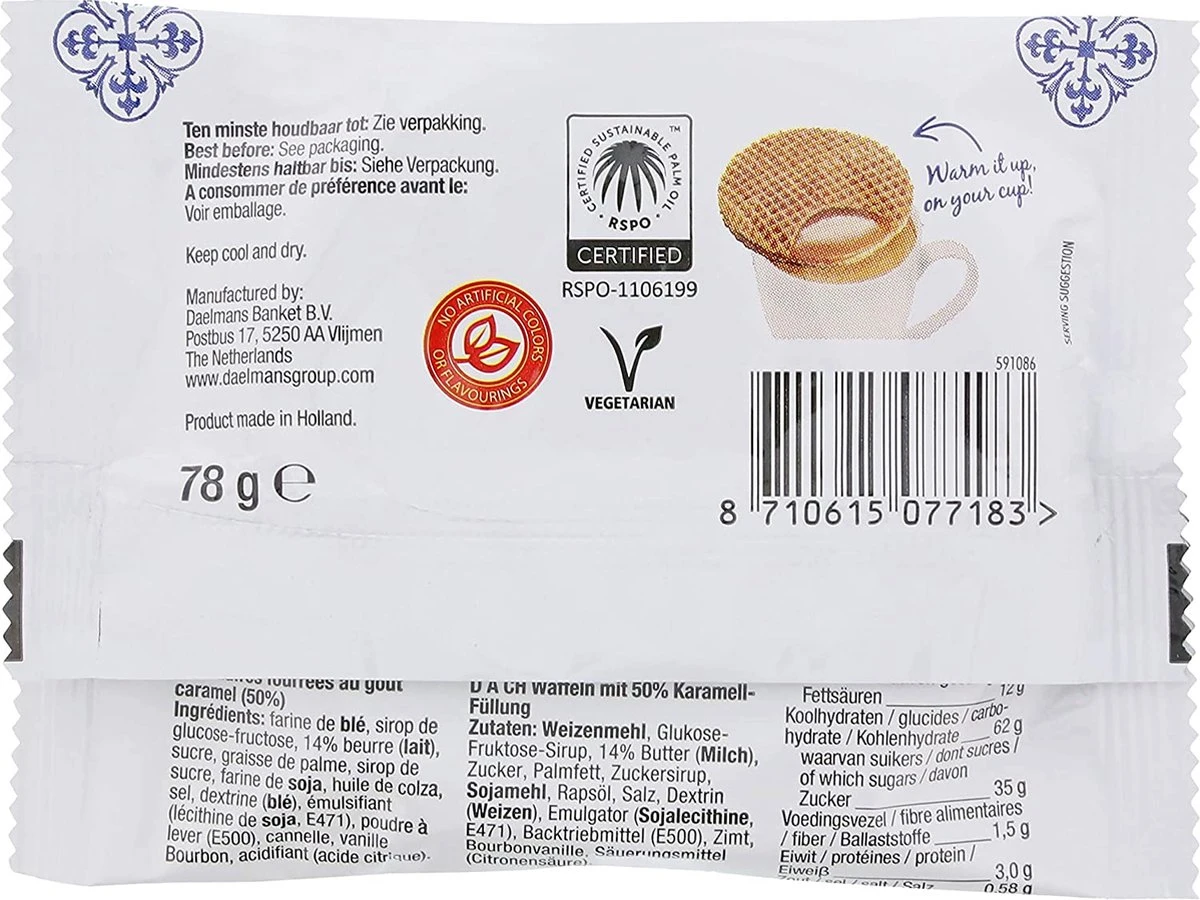 Ten minste houdbaar tot: Zie verpakking.
Best before: See packaging.
Mindestens haltbar bis: Siehe Verpackung.
A consommer de préférence avant le:
Voir emballage.
Keep cool and dry.
Manufactured by:
Daelmans Banket B.V.
Postbus 17, 5250 AA Vlijmen
The Netherlands
www.daelmansgroup.com
Product made in Holland.
78 g ℮
NO ARTIFICIAL COLORS
OR FLAVOURINGS
CERTIFIED SUSTAINABLE PALM OIL ™
RSPO
CERTIFIED
RSPO-1106199
VEGETARIAN
Warm it up,
on your cup!
SERVING SUGGESTION
591086
8 710615 077183 >
fourrées au goût
caramel (50%)
Ingrédients: farine de blé, sirop de
glucose-fructose, 14% beurre (lait),
sucre, graisse de palme, sirop de
sucre, farine de soja, huile de colza,
sel, dextrine (blé), émulsifiant
(lécithine de soja, E471), poudre à
lever (E500), cannelle, vanille
Bourbon, acidifiant (acide citrique).
D A CH Waffeln mit 50% Karamell-
Füllung
Zutaten: Weizenmehl, Glukose-
Fruktose-Sirup, 14% Butter (Milch),
Zucker, Palmfett, Zuckersirup,
Sojamehl, Rapsöl, Salz, Dextrin
(Weizen), Emulgator (Sojalecithine,
E471), Backtriebmittel (E500), Zimt,
Bourbonvanille, Säuerungsmittel
(Citronensäure).
Fettsäuren 12 g
Koolhydraten / glucides / carbo-
hydrate / Kohlenhydrate 62 g
waarvan suikers / dont sucres /
of which sugars / davon
Zucker 35 g
Voedingsvezel / fibre alimentaires
/ fiber / Ballaststoffe 1,5 g
Eiwit / protéines / protein /
Eiweiß 3,0 g
Zout / sel / salt / Salz 0,58 g